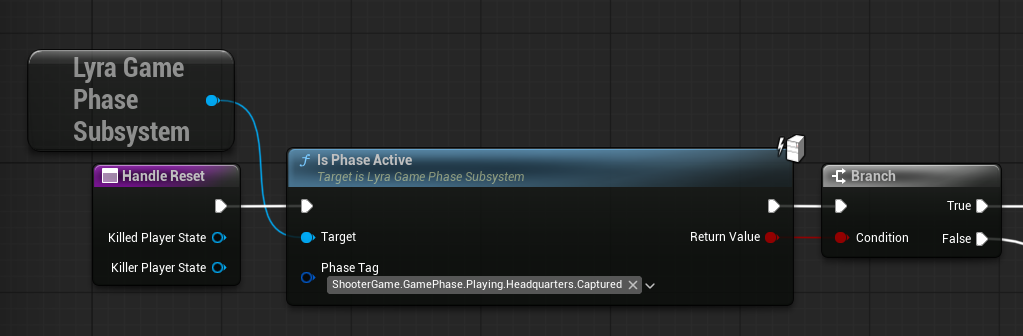 Lyra Game
Phase
Subsystem
Handle Reset
Killed Player State
Killer Player State
Is Phase Active
Target is Lyra Game Phase Subsystem
Target
Return Value
Phase Tag
ShooterGame.GamePhase.Playing.Headquarters.Captured
Branch
True
Condition
False